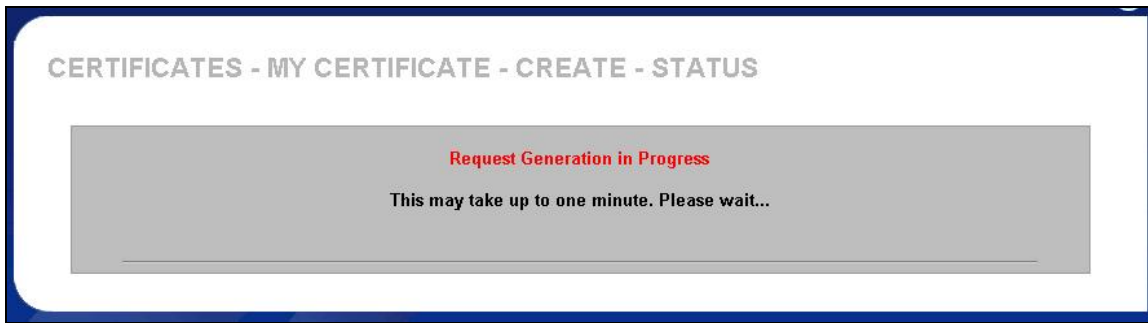 CERTIFICATES - MY CERTIFICATE - CREATE - STATUS
Request Generation in Progress
This may take up to one minute. Please wait...